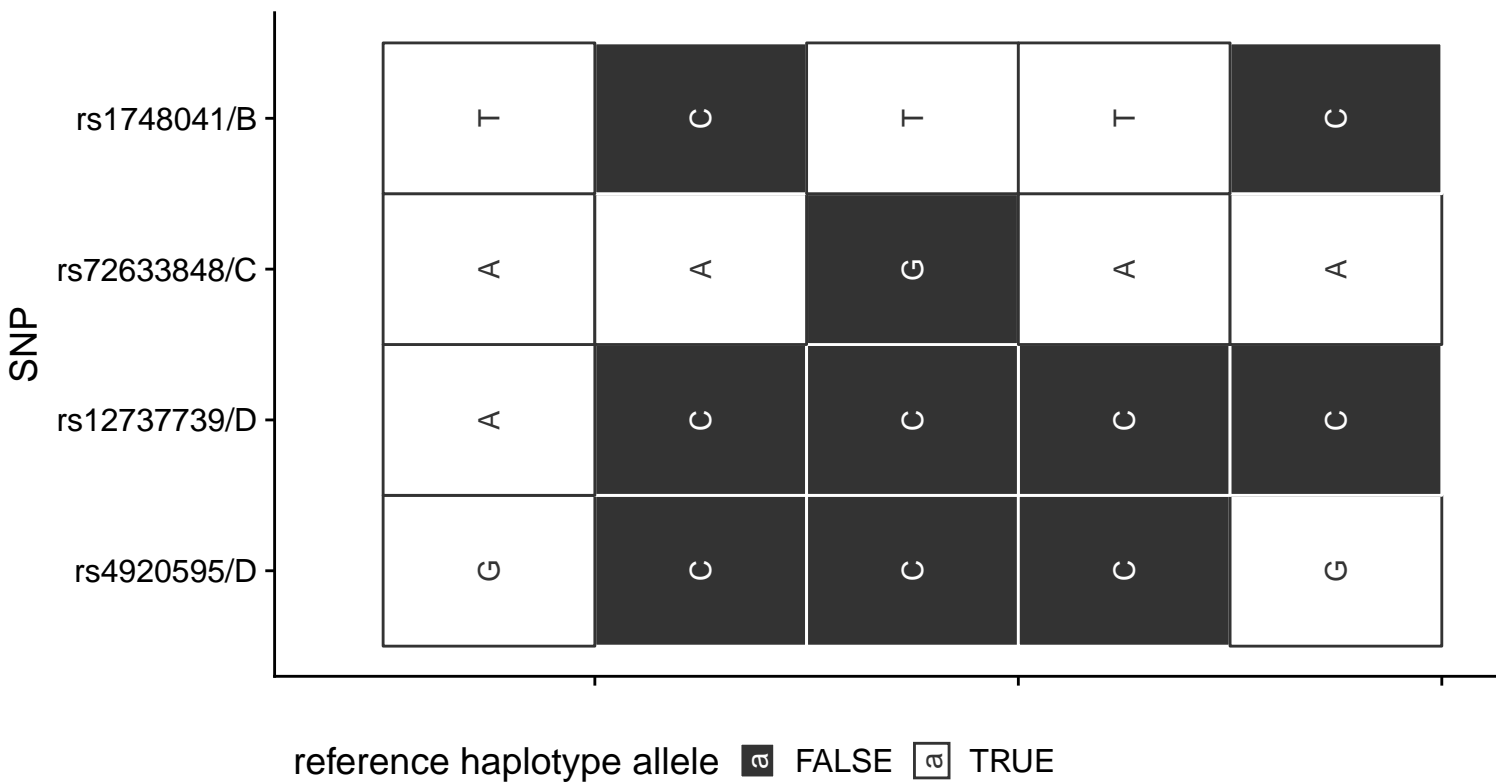 SNP
rs1748041/B T C T T C
rs72633848/C A A G A A
rs12737739/D A C C C C
rs4920595/D G C C C G
reference haplotype allele a FALSE a TRUE